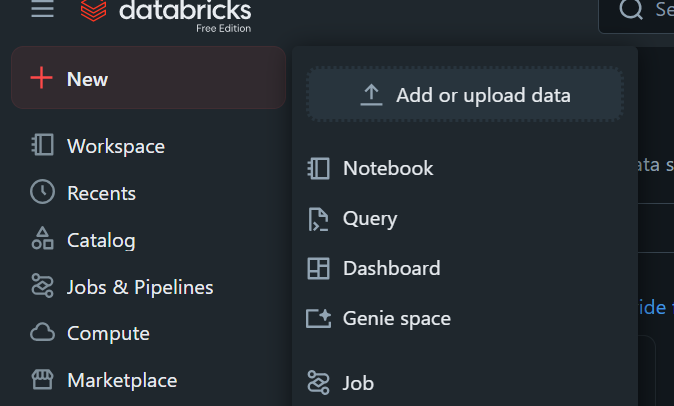 databricks
Free Edition
Se
New
Add or upload data
Workspace
Notebook
Recents
Query
Catalog
Dashboard
Jobs & Pipelines
Genie space
Compute
Marketplace
Job
ata s
ide